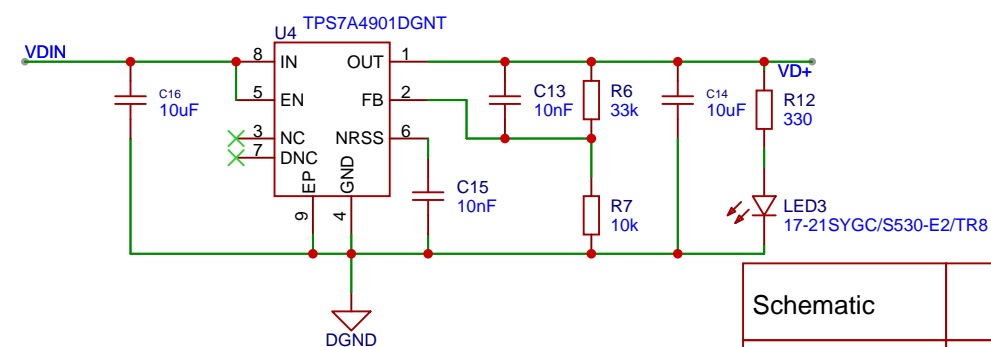 TPS7A4901DGNT
U4
VDIN
8 IN OUT 1
VD+
C16
10uF
5 EN FB 2
C13
10nF
R6
33k
C14
10uF
R12
330
3 NC NRSS 6
7 DNC
EP
GND
9
4
C15
10nF
R7
10k
LED3
17-21SYGC/S530-E2/TR8
DGND
Schematic